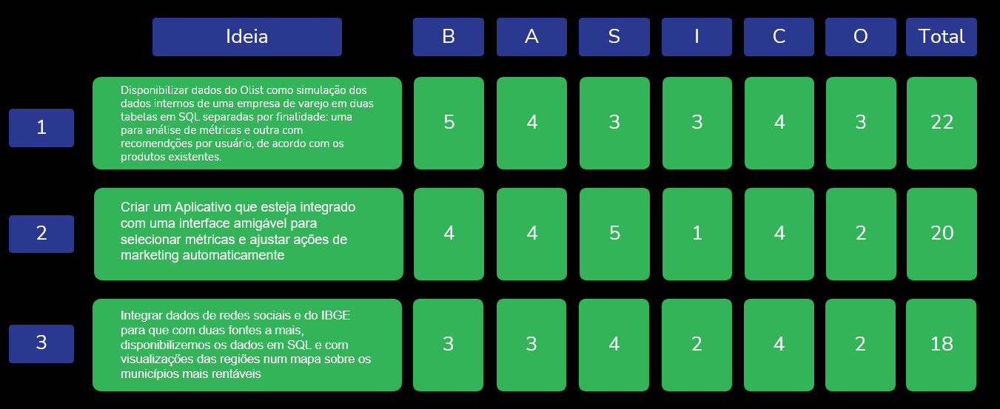 Ideia B A S I C O Total
1
Disponibilizar dados do Olist como simulação dos
dados internos de uma empresa de varejo em duas
tabelas em SQL separadas por finalidade: uma
para análise de métricas e outra com
recomendções por usuário, de acordo com os
produtos existentes.
5 4 3 3 4 3 22
2
Criar um Aplicativo que esteja integrado
com uma interface amigável para
selecionar métricas e ajustar ações de
marketing automaticamente
4 4 5 1 4 2 20
3
Integrar dados de redes sociais e do IBGE
para que com duas fontes a mais,
disponibilizemos os dados em SQL e com
visualizações das regiões num mapa sobre os
municípios mais rentáveis
3 3 4 2 4 2 18